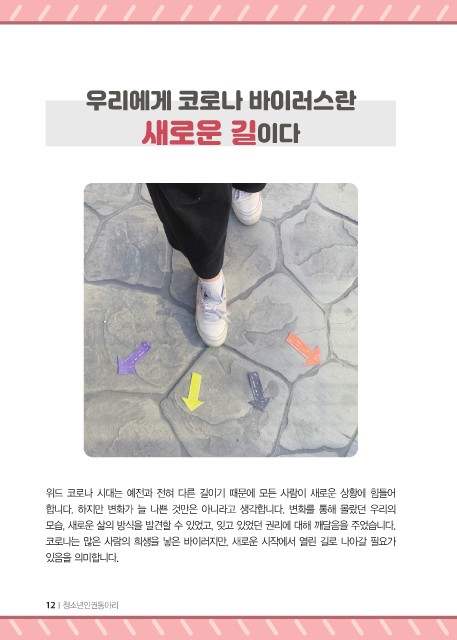 우리에게 코로나 바이러스란
새로운 길이다
위드 코로나 시대는 예전과 전혀 다른 길이기 때문에 모든 사람이 새로운 상황에 힘들어
합니다. 하지만 변화가 늘 나쁜 것만은 아니라고 생각합니다. 변화를 통해 몰랐던 우리의
모습, 새로운 삶의 방식을 발견할 수 있었고, 잊고 있었던 권리에 대해 깨달음을 주었습니다.
코로나는 많은 사람의 희생을 낳은 바이러지만, 새로운 시작에서 열린 길로 나아갈 필요가
있음을 의미합니다.
12 | 청소년인권동아리